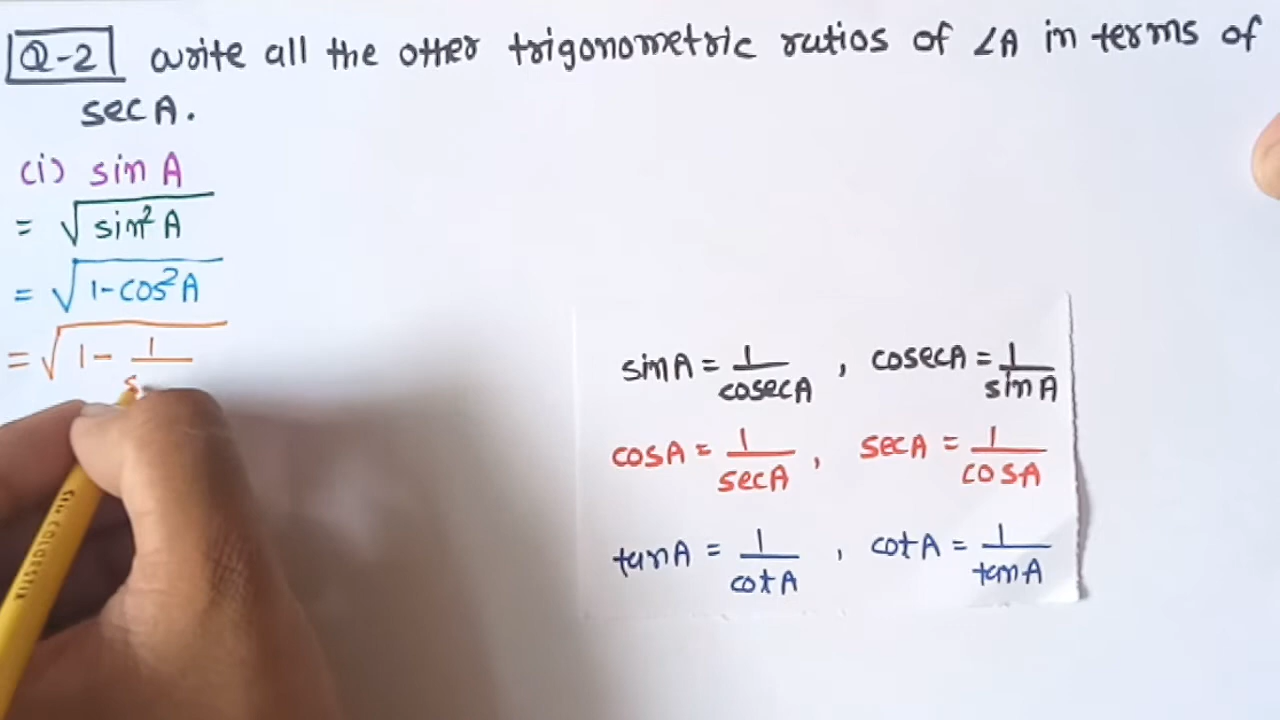 Q-2 write all the other trigonometric ratios of ∠A in terms of
sec A.
(i) sin A
= √sin²A
= √1-cos²A
= √1 - 1/s
sinA = 1/cosecA , cosecA = 1/sinA
cosA = 1/secA , secA = 1/cosA
tanA = 1/cotA , cotA = 1/tanA